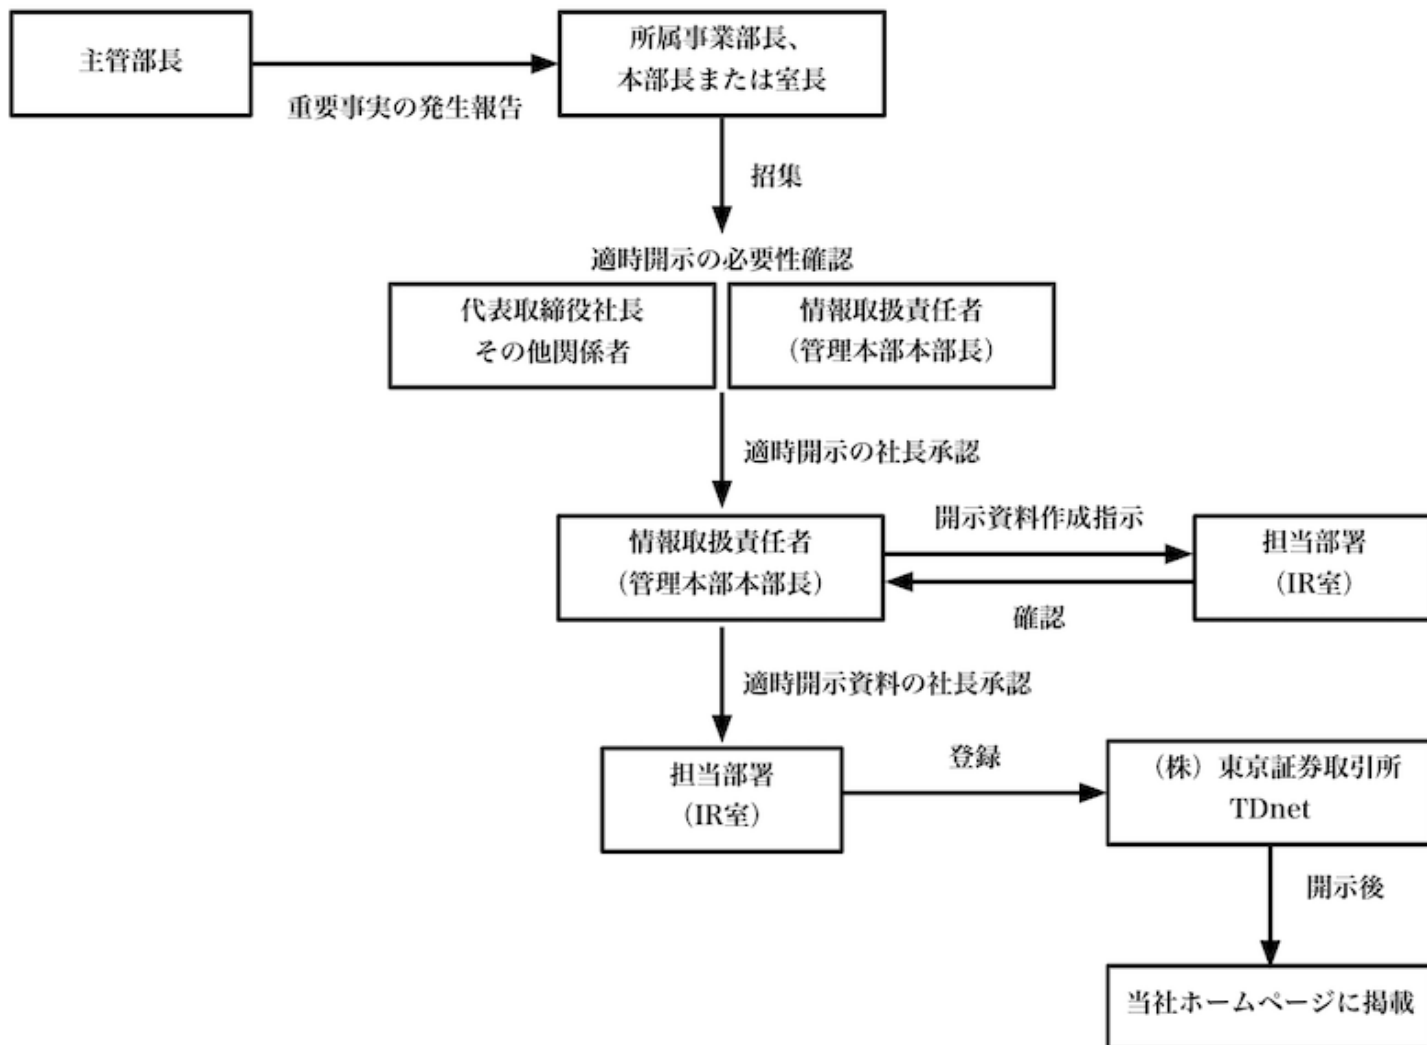 主管部長
重要事実の発生報告
所属事業部長、
本部長または室長
招集
適時開示の必要性確認
代表取締役社長
その他関係者
情報取扱責任者
（管理本部本部長）
適時開示の社長承認
情報取扱責任者
（管理本部本部長）
開示資料作成指示
確認
担当部署
（IR室）
適時開示資料の社長承認
担当部署
（IR室）
登録
（株）東京証券取引所
TDnet
開示後
当社ホームページに掲載